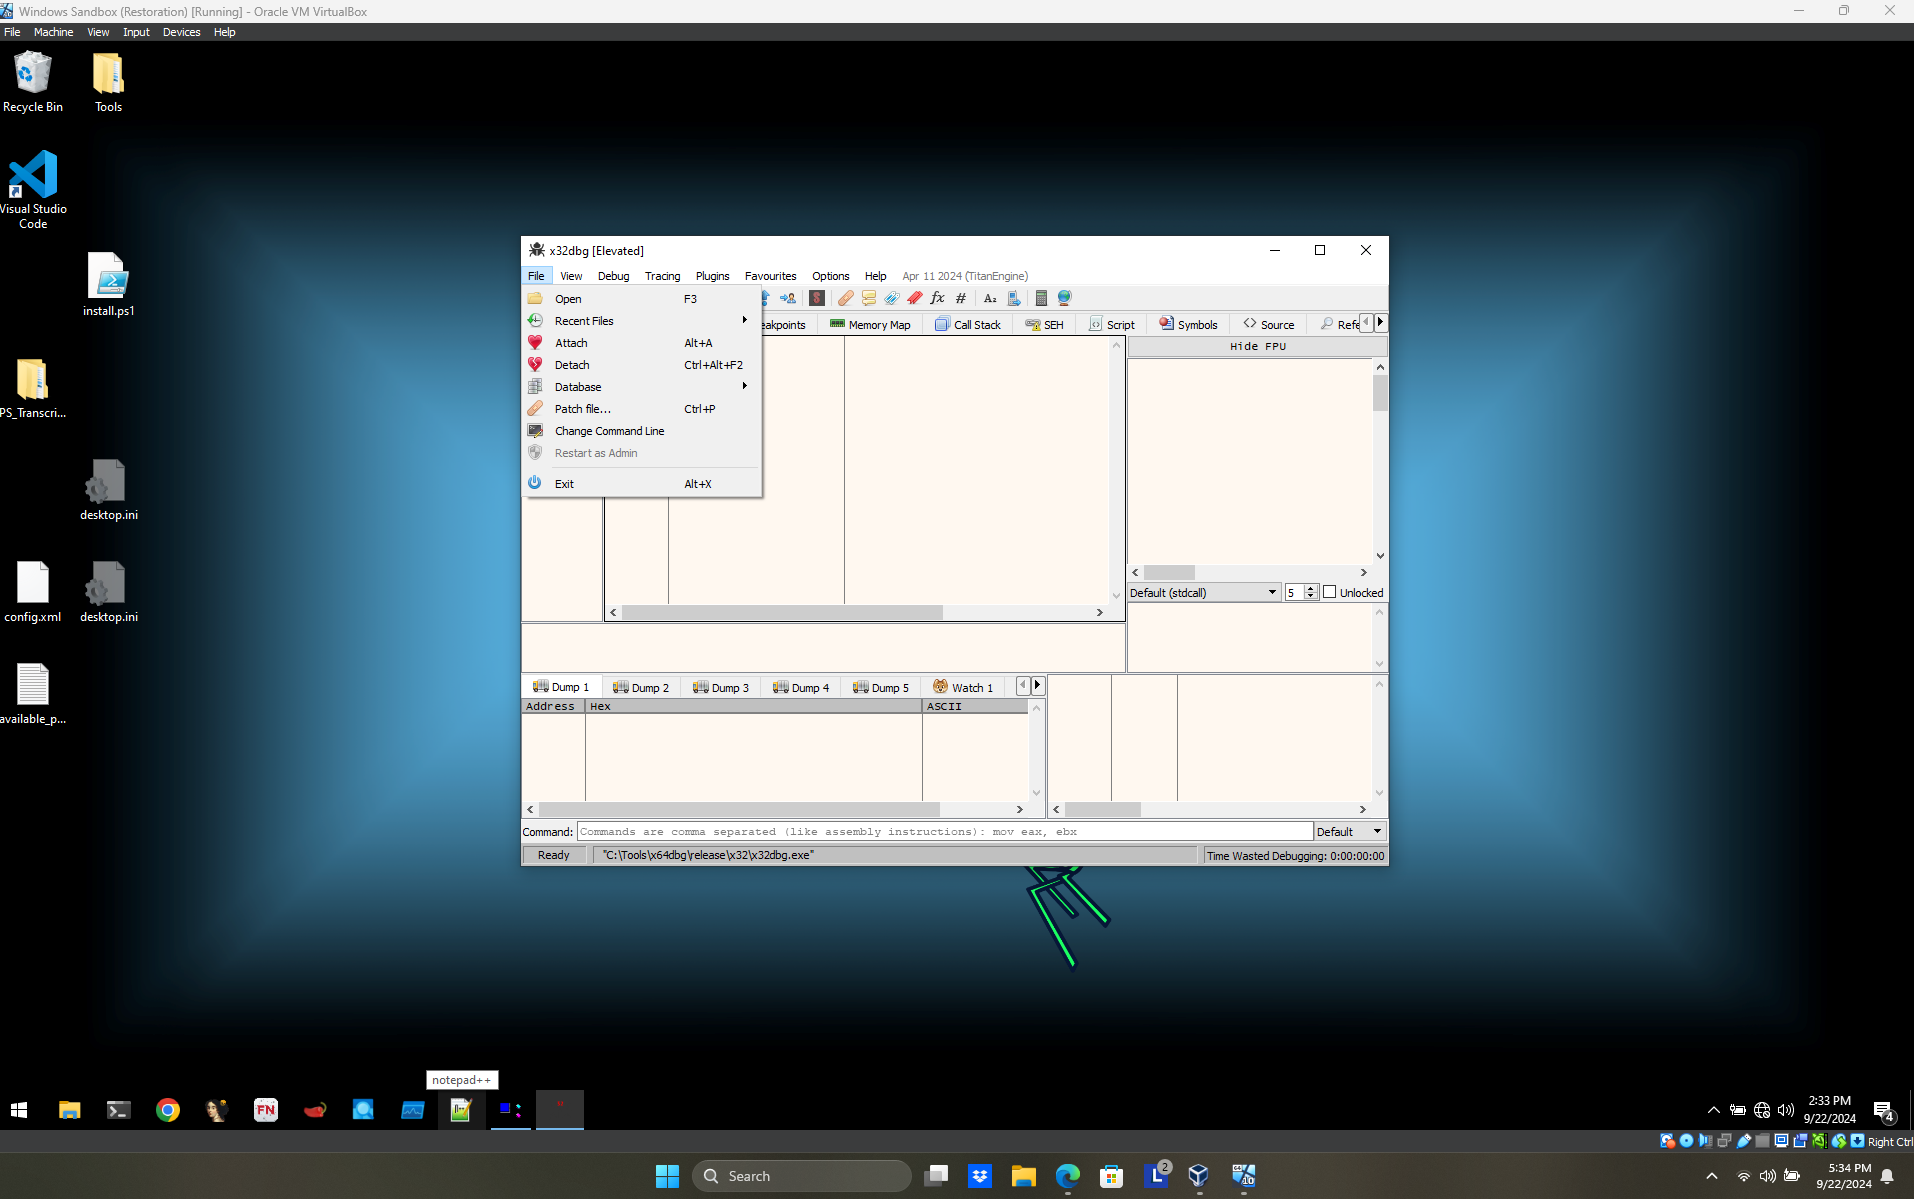 Windows Sandbox (Restoration) [Running] - Oracle VM VirtualBox
File Machine View Input Devices Help
Recycle Bin
Tools
Visual Studio
Code
install.ps1
PS_Transcri...
desktop.ini
config.xml
desktop.ini
available_p...
x32dbg [Elevated]
File View Debug Tracing Plugins Favourites Options Help Apr 11 2024 (TitanEngine)
Open F3
Recent Files
Attach Alt+A
Detach Ctrl+Alt+F2
Database
Patch file... Ctrl+P
Change Command Line
Restart as Admin
Exit Alt+X
eakpoints Memory Map Call Stack SEH Script Symbols Source Refe
Hide FPU
Default (stdcall) 5 Unlocked
Dump 1 Dump 2 Dump 3 Dump 4 Dump 5 Watch 1
Address Hex ASCII
Command: Commands are comma separated (like assembly instructions): mov eax, ebx Default
Ready "C:\Tools\x64dbg\release\x32\x32dbg.exe" Time Wasted Debugging: 0:00:00:00
notepad++
FN
2:33 PM
9/22/2024
4
Right Ctrl
Search
L 2
5:34 PM
9/22/2024